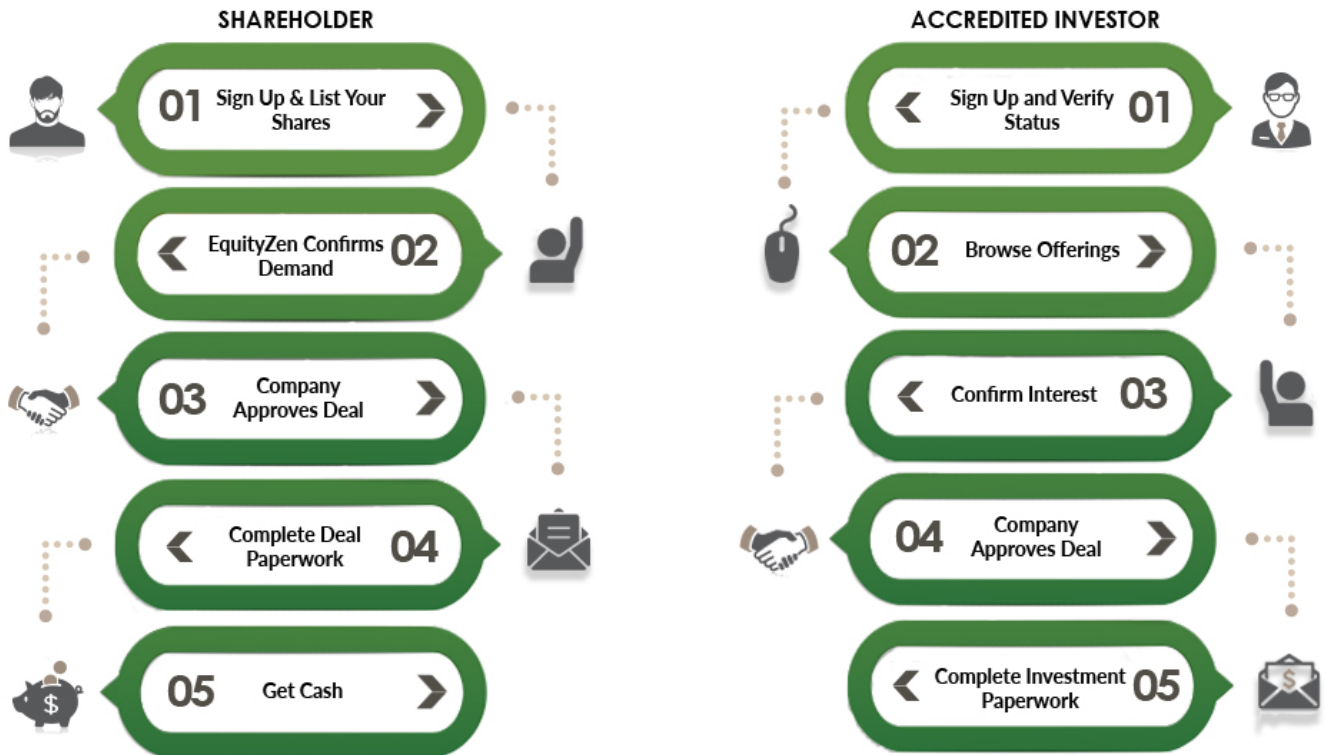 SHAREHOLDER
01 Sign Up & List Your
Shares
EquityZen Confirms
Demand 02
03 Company
Approves Deal
Complete Deal
Paperwork 04
05 Get Cash
$
ACCREDITED INVESTOR
Sign Up and Verify
Status 01
02 Browse Offerings
Confirm Interest 03
04 Company
Approves Deal
Complete Investment
Paperwork 05
$